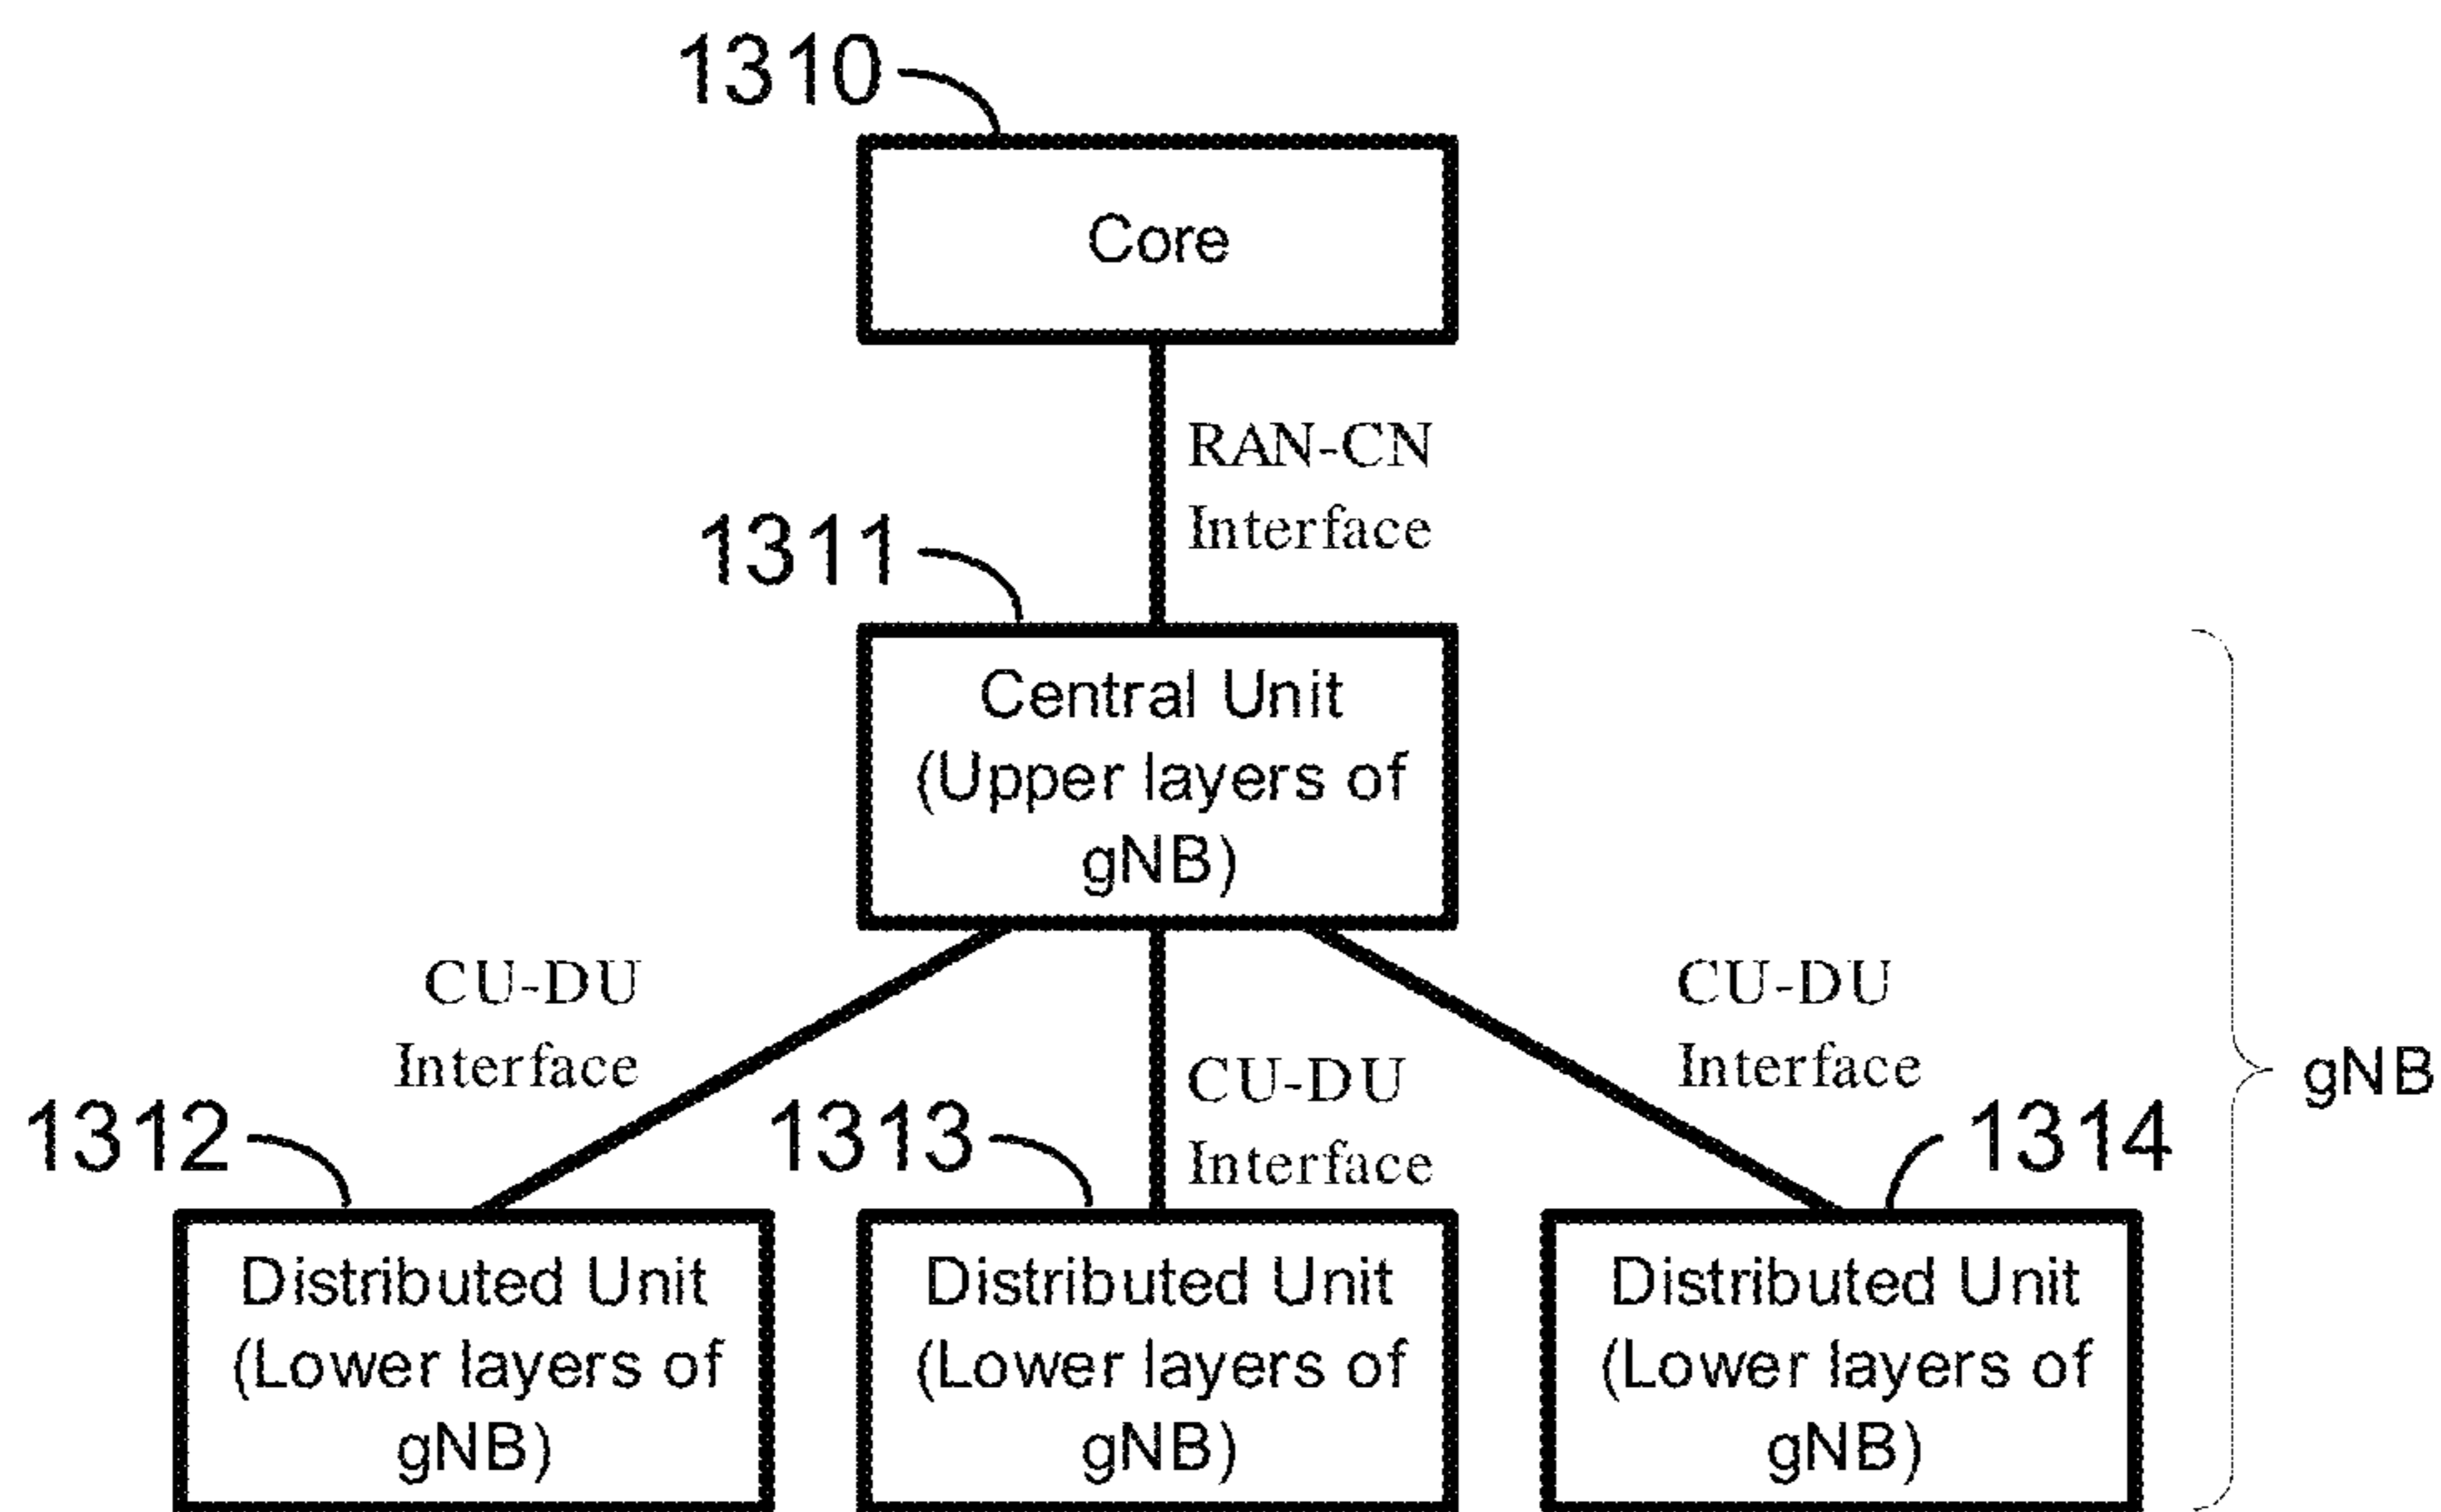 1310
Core
RAN-CN
Interface
1311
Central Unit
(Upper layers of
gNB)
CU-DU
Interface
CU-DU
Interface
CU-DU
Interface
gNB
1312
1313
1314
Distributed Unit
(Lower layers of
gNB)
Distributed Unit
(Lower layers of
gNB)
Distributed Unit
(Lower layers of
gNB)